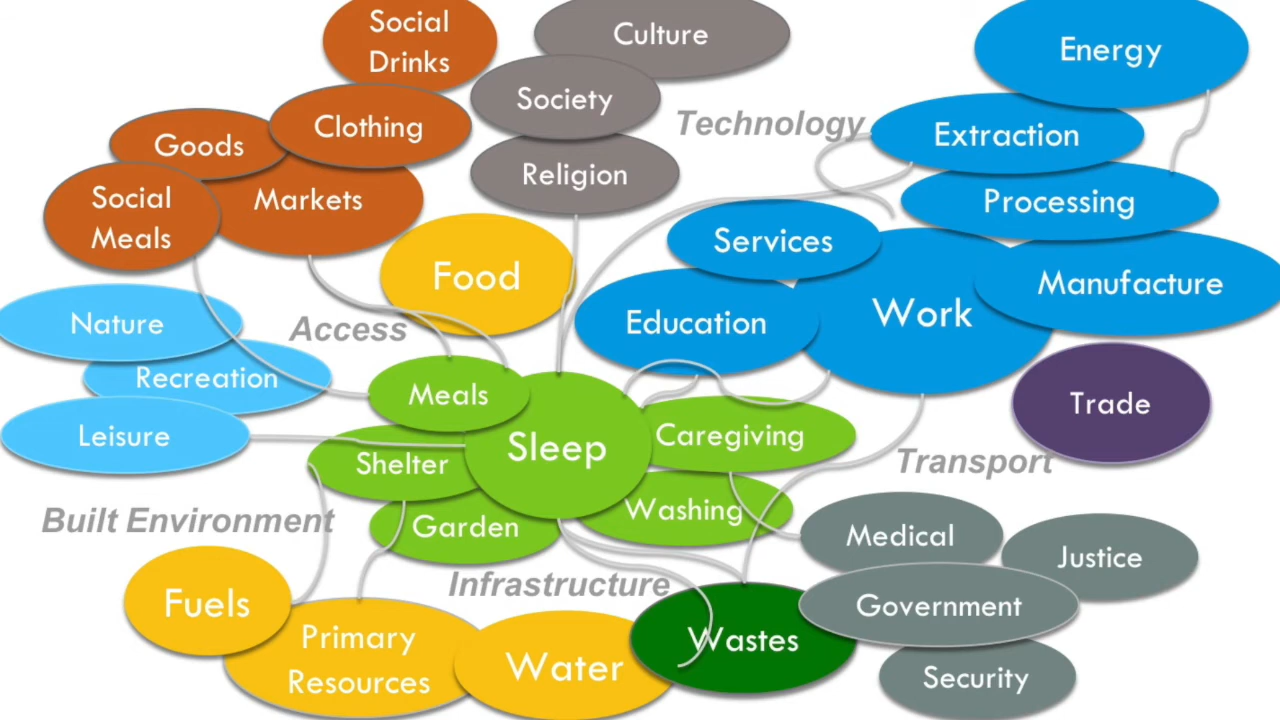 Social
Drinks
Culture
Energy
Society
Technology
Clothing
Extraction
Goods
Religion
Social
Meals
Markets
Processing
Services
Food
Manufacture
Work
Nature
Access
Education
Recreation
Meals
Trade
Leisure
Sleep
Caregiving
Shelter
Transport
Built Environment
Garden
Washing
Medical
Justice
Infrastructure
Fuels
Government
Primary
Resources
Water
Wastes
Security